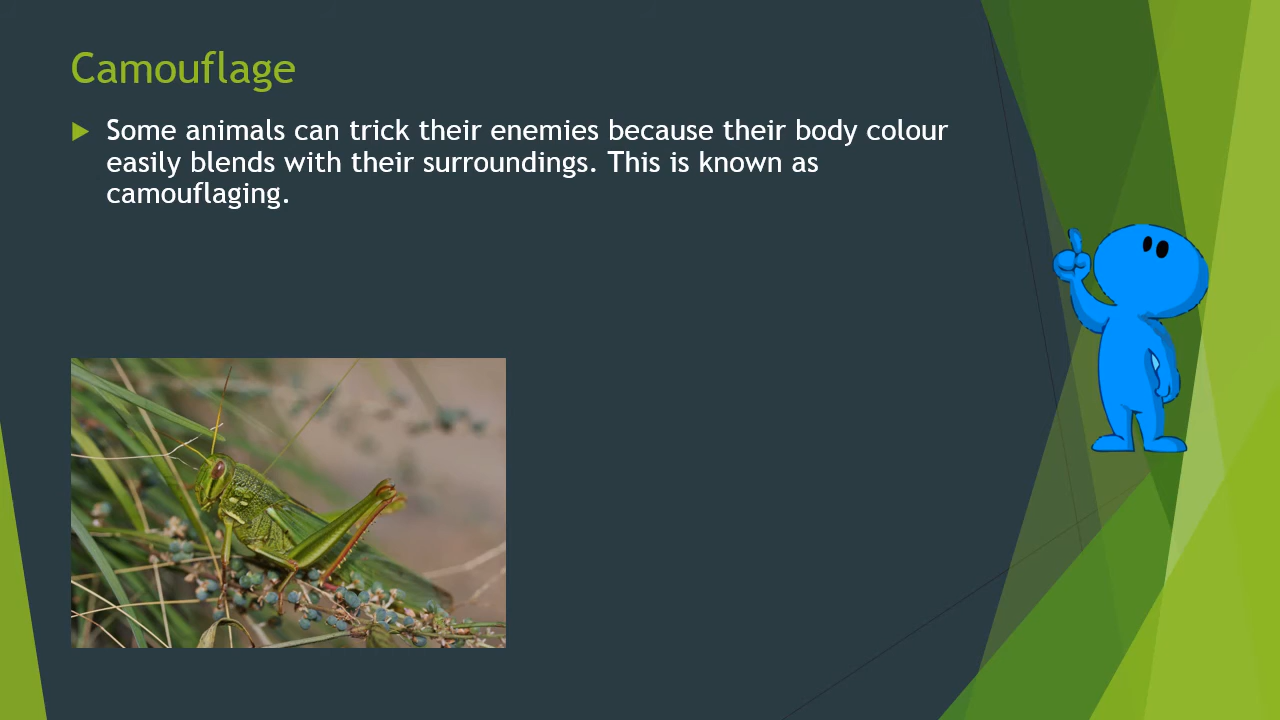 Camouflage
Some animals can trick their enemies because their body colour
easily blends with their surroundings. This is known as
camouflaging.